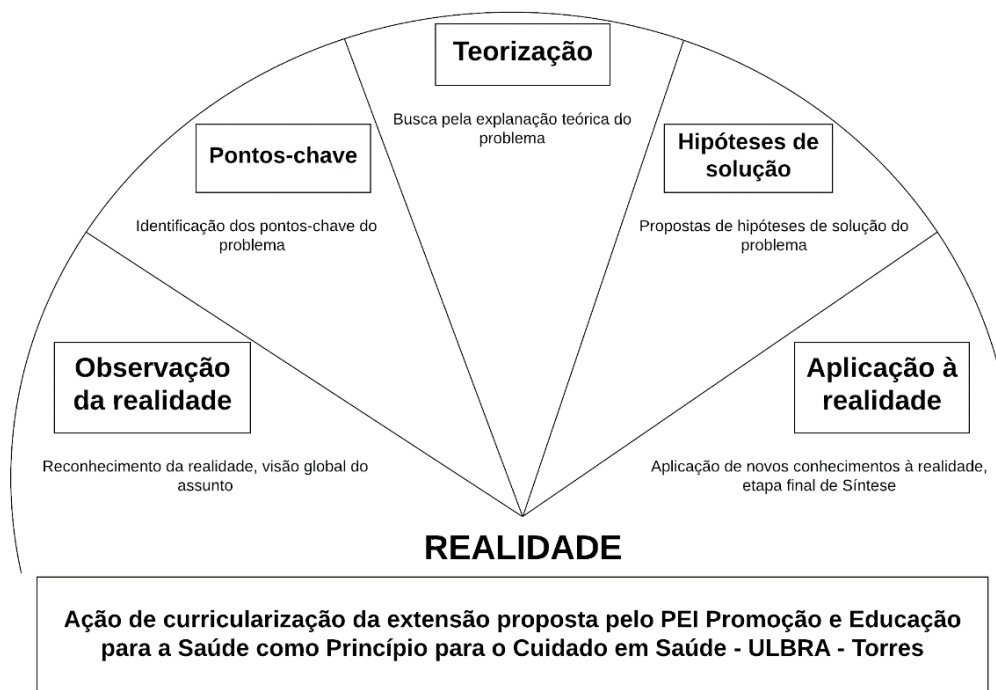 Teorização
Busca pela explanação teórica do
problema
Pontos-chave
Identificação dos pontos-chave do
problema
Hipóteses de
solução
Propostas de hipóteses de solução do
problema
Observação
da realidade
Reconhecimento da realidade, visão global do
assunto
Aplicação à
realidade
Aplicação de novos conhecimentos à realidade,
etapa final de Síntese
REALIDADE
Ação de curricularização da extensão proposta pelo PEI Promoção e Educação
para a Saúde como Princípio para o Cuidado em Saúde - ULBRA - Torres